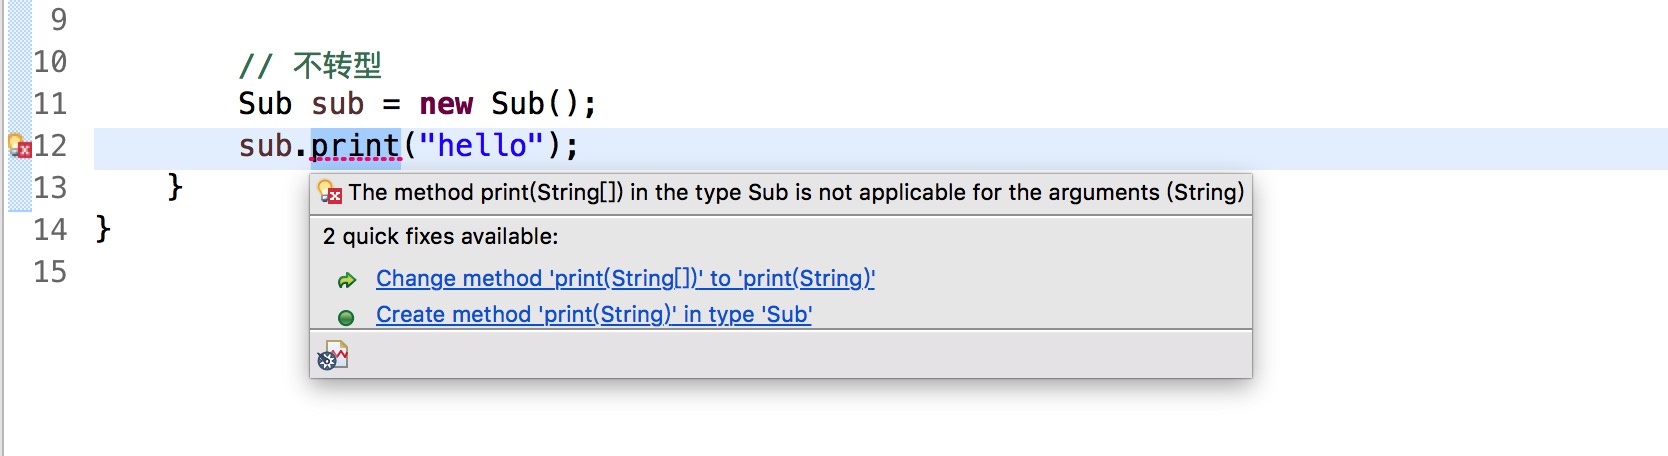 9
10 // 不转型
11 Sub sub = new Sub();
12 sub.print("hello");
13 }
The method print(String[]) in the type Sub is not applicable for the arguments (String)
14 }
2 quick fixes available:
15
Change method 'print(String[])' to 'print(String)'
Create method 'print(String)' in type 'Sub'